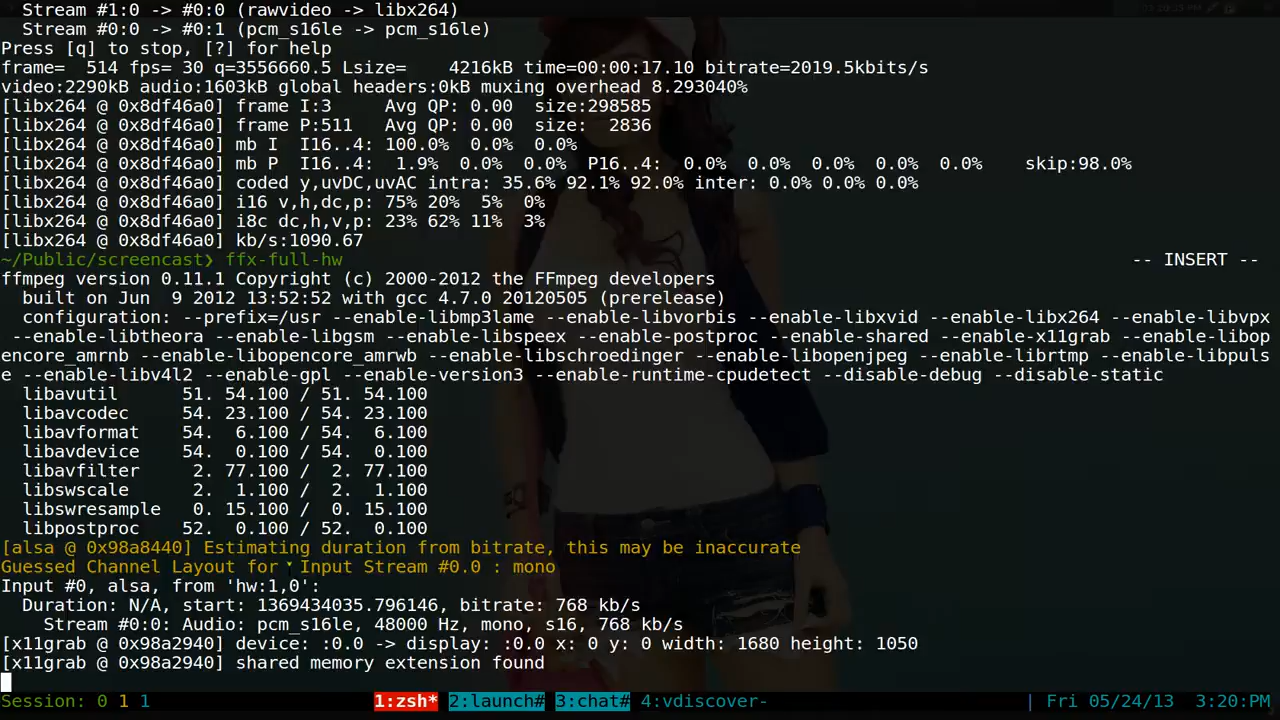 Stream #1:0 -> #0:0 (rawvideo -> libx264)
Stream #0:0 -> #0:1 (pcm_s16le -> pcm_s16le)
Press [q] to stop, [?] for help
frame=  514 fps= 30 q=3556660.5 Lsize=    4216kB time=00:00:17.10 bitrate=2019.5kbits/s
video:2290kB audio:1603kB global headers:0kB muxing overhead 8.293040%
[libx264 @ 0x8df46a0] frame I:3     Avg QP: 0.00  size:298585
[libx264 @ 0x8df46a0] frame P:511   Avg QP: 0.00  size:  2836
[libx264 @ 0x8df46a0] mb I  I16..4: 100.0%  0.0%  0.0%
[libx264 @ 0x8df46a0] mb P  I16..4:  1.9%  0.0%  0.0%  P16..4:  0.0%  0.0%  0.0%  0.0%  0.0%    skip:98.0%
[libx264 @ 0x8df46a0] coded y,uvDC,uvAC intra: 35.6% 92.1% 92.0% inter: 0.0% 0.0% 0.0%
[libx264 @ 0x8df46a0] i16 v,h,dc,p: 75% 20%  5%  0%
[libx264 @ 0x8df46a0] i8c dc,h,v,p: 23% 62% 11%  3%
[libx264 @ 0x8df46a0] kb/s:1090.67
~/Public/screencast❯ ffx-full-hw -- INSERT --
ffmpeg version 0.11.1 Copyright (c) 2000-2012 the FFmpeg developers
  built on Jun  9 2012 13:52:52 with gcc 4.7.0 20120505 (prerelease)
  configuration: --prefix=/usr --enable-libmp3lame --enable-libvorbis --enable-libxvid --enable-libx264 --enable-libvpx
 --enable-libtheora --enable-libgsm --enable-libspeex --enable-postproc --enable-shared --enable-x11grab --enable-libop
encore_amrnb --enable-libopencore_amrwb --enable-libschroedinger --enable-libopenjpeg --enable-librtmp --enable-libpuls
e --enable-libv4l2 --enable-gpl --enable-version3 --enable-runtime-cpudetect --disable-debug --disable-static
  libavutil      51. 54.100 / 51. 54.100
  libavcodec     54. 23.100 / 54. 23.100
  libavformat    54.  6.100 / 54.  6.100
  libavdevice    54.  0.100 / 54.  0.100
  libavfilter     2. 77.100 /  2. 77.100
  libswscale      2.  1.100 /  2.  1.100
  libswresample   0. 15.100 /  0. 15.100
  libpostproc    52.  0.100 / 52.  0.100
[alsa @ 0x98a8440] Estimating duration from bitrate, this may be inaccurate
Guessed Channel Layout for  Input Stream #0.0 : mono
Input #0, alsa, from 'hw:1,0':
  Duration: N/A, start: 1369434035.796146, bitrate: 768 kb/s
    Stream #0:0: Audio: pcm_s16le, 48000 Hz, mono, s16, 768 kb/s
[x11grab @ 0x98a2940] device: :0.0 -> display: :0.0 x: 0 y: 0 width: 1680 height: 1050
[x11grab @ 0x98a2940] shared memory extension found
Session: 0 1 1 1:zsh* 2:launch# 3:chat# 4:vdiscover- | Fri 05/24/13  3:20:PM